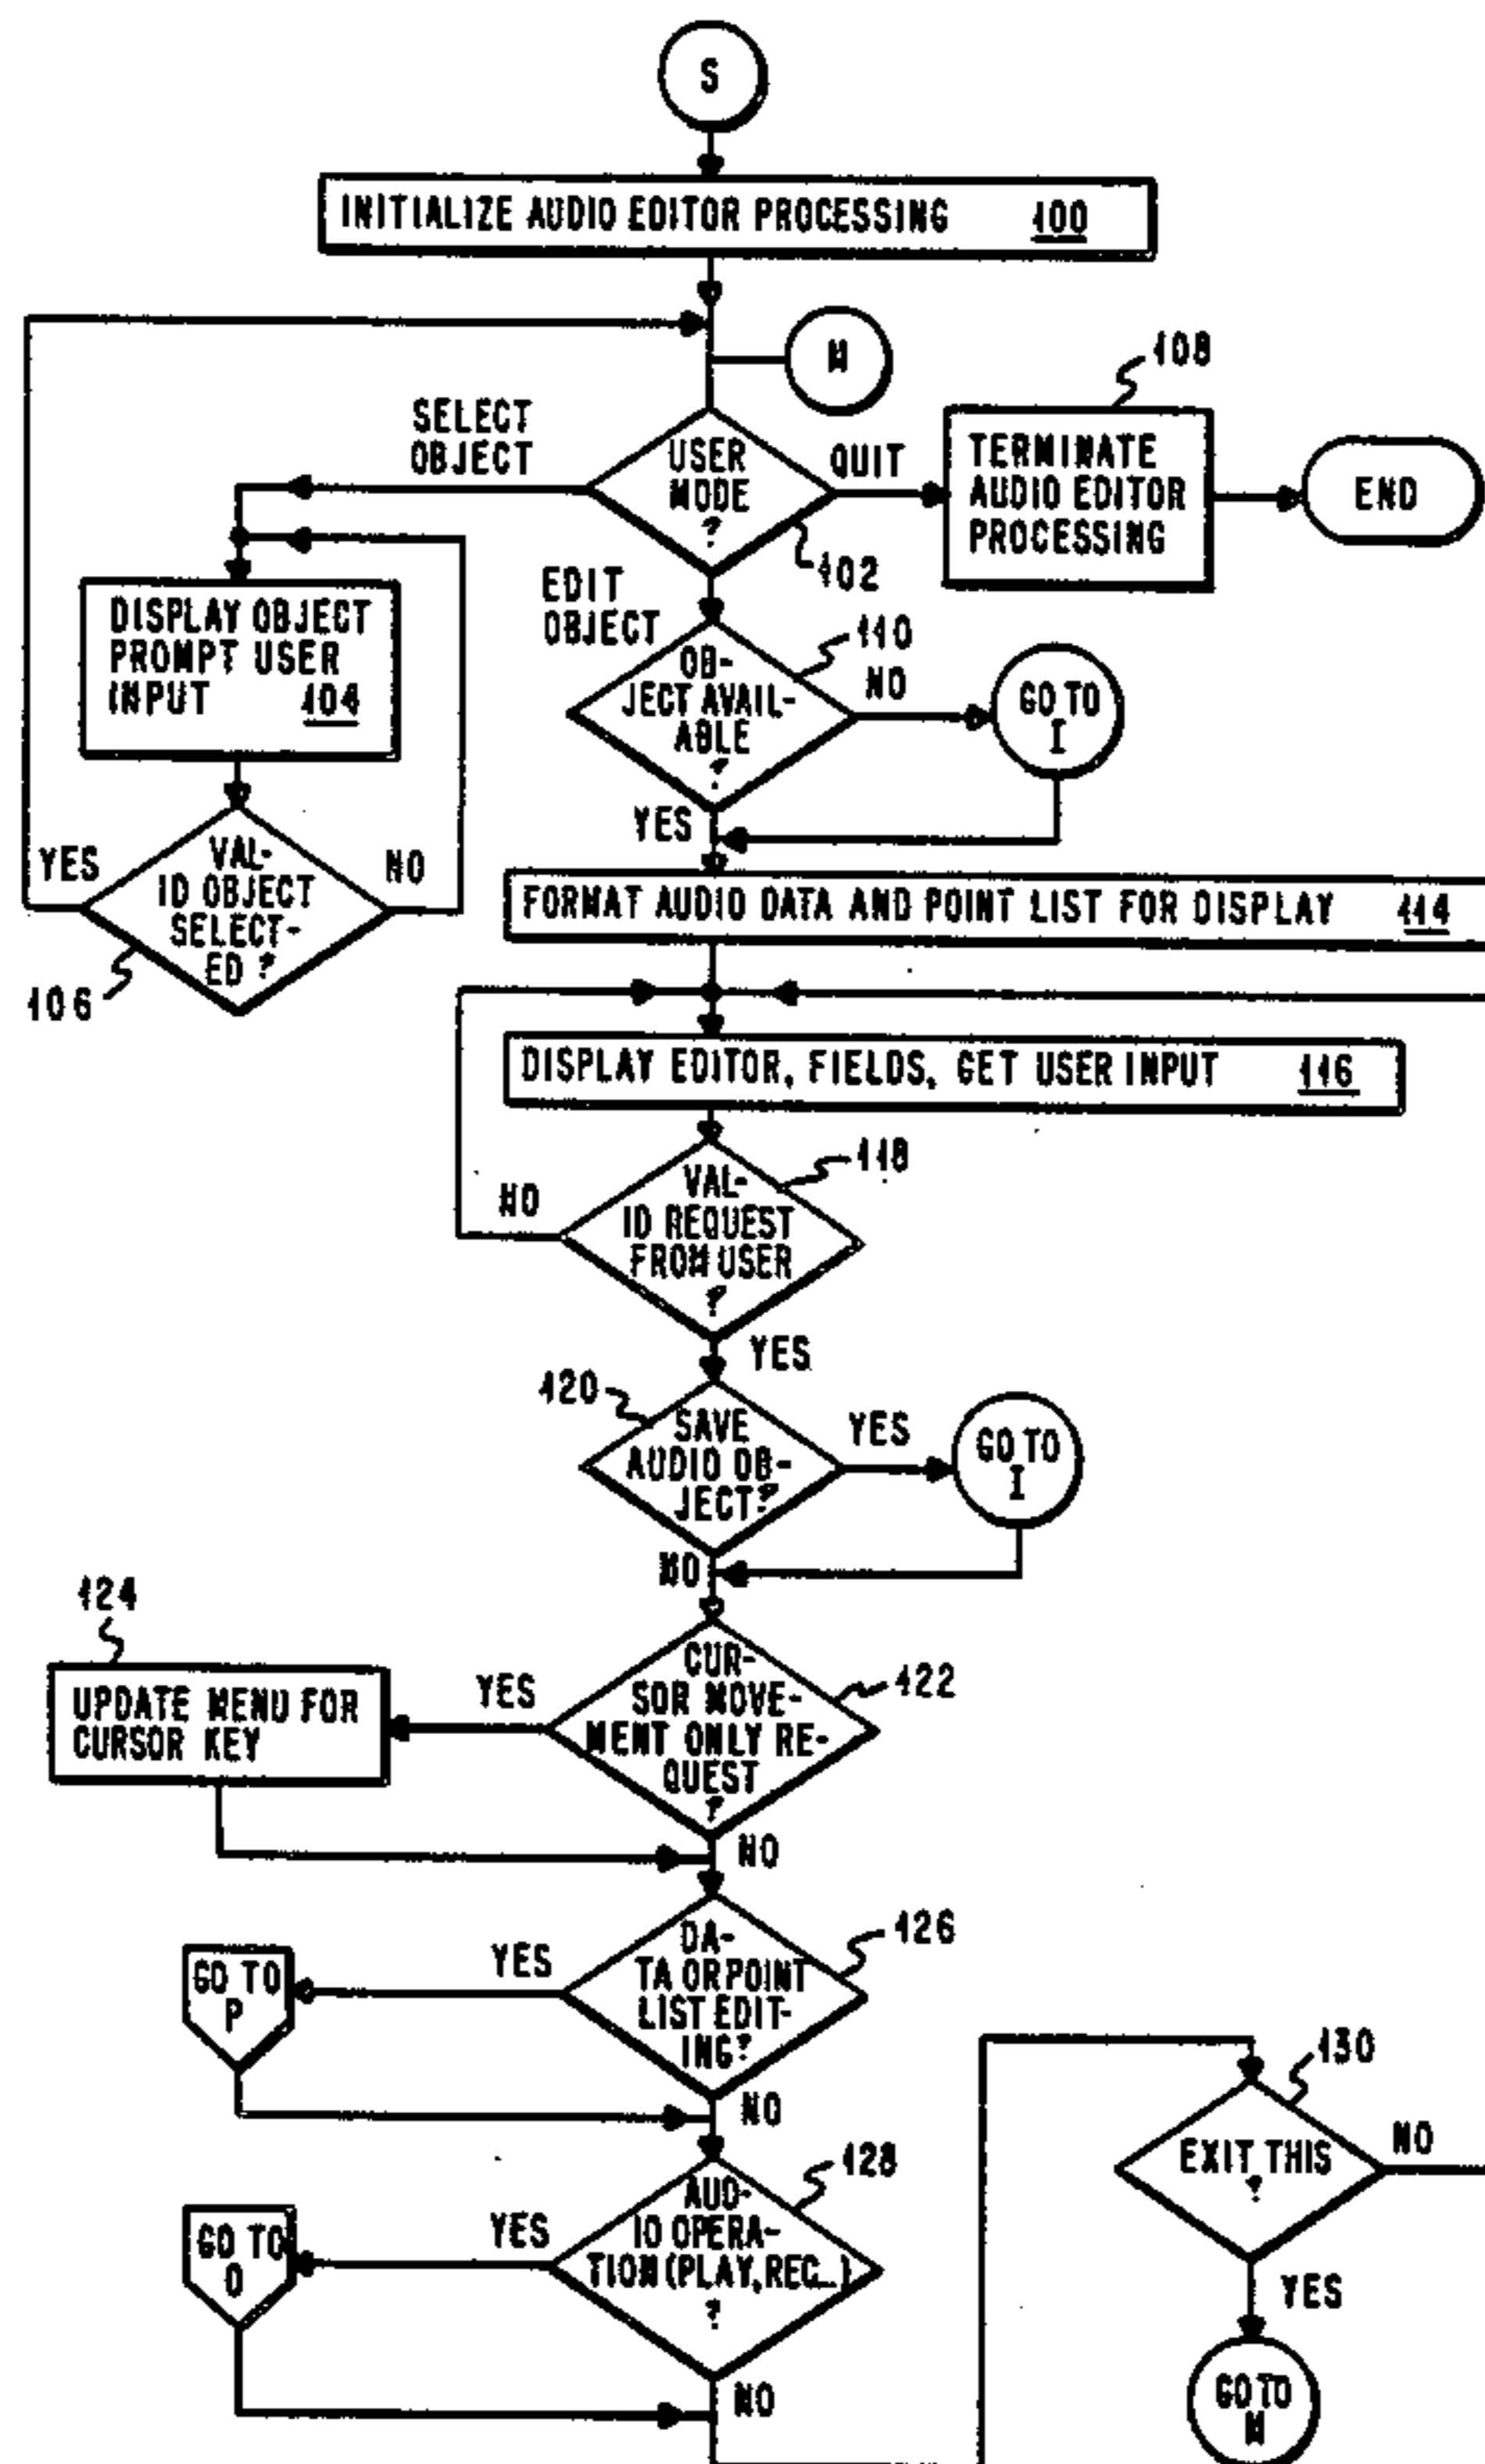 S
INITIALIZE AUDIO EDITOR PROCESSING 100
M
108
SELECT
OBJECT
USER
MODE
?
QUIT
TERMINATE
AUDIO EDITOR
PROCESSING
END
102
EDIT
OBJECT
DISPLAY OBJECT
PROMPT USER
INPUT 104
110
OB-
JECT AVAIL-
ABLE
?
NO
GO TO
I
YES
YES
VAL-
ID OBJECT
SELECT-
ED ?
NO
106
FORMAT AUDIO DATA AND POINT LIST FOR DISPLAY 114
DISPLAY EDITOR, FIELDS, GET USER INPUT 116
118
NO
VAL-
ID REQUEST
FROM USER
?
YES
120
SAVE
AUDIO OB-
JECT?
YES
GO TO
I
NO
124
UPDATE MENU FOR
CURSOR KEY
YES
CUR-
SOR MOVE-
MENT ONLY RE-
QUEST
?
122
NO
126
GO TO
P
YES
DA-
TA OR POINT
LIST EDIT-
ING?
NO
130
EXIT THIS
?
NO
128
GO TO
O
YES
AUD-
IO OPERA-
TION (PLAY, REC...)
?
YES
NO
GO TO
M